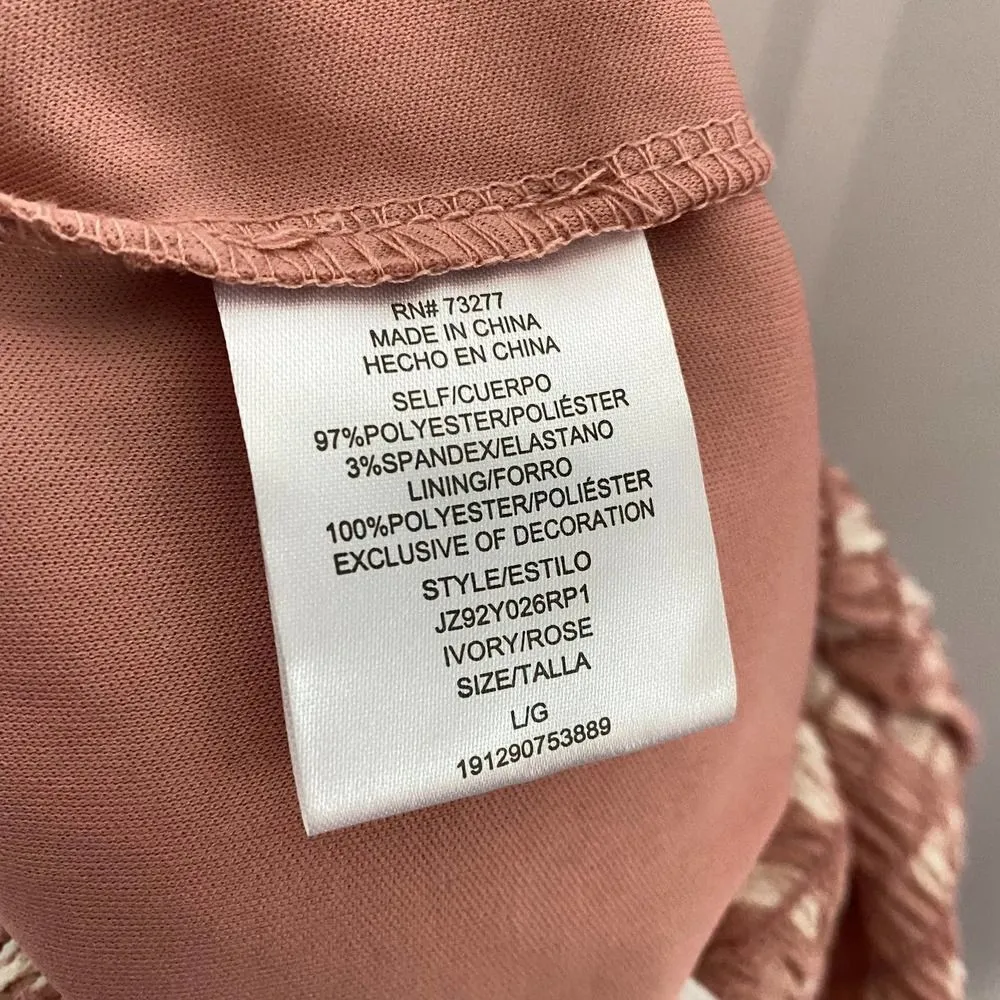 RN# 73277
MADE IN CHINA
HECHO EN CHINA
SELF/CUERPO
97%POLYESTER/POLIÉSTER
3%SPANDEX/ELASTANO
LINING/FORRO
100%POLYESTER/POLIÉSTER
EXCLUSIVE OF DECORATION
STYLE/ESTILO
JZ92Y026RP1
IVORY/ROSE
SIZE/TALLA
L/G
191290753889